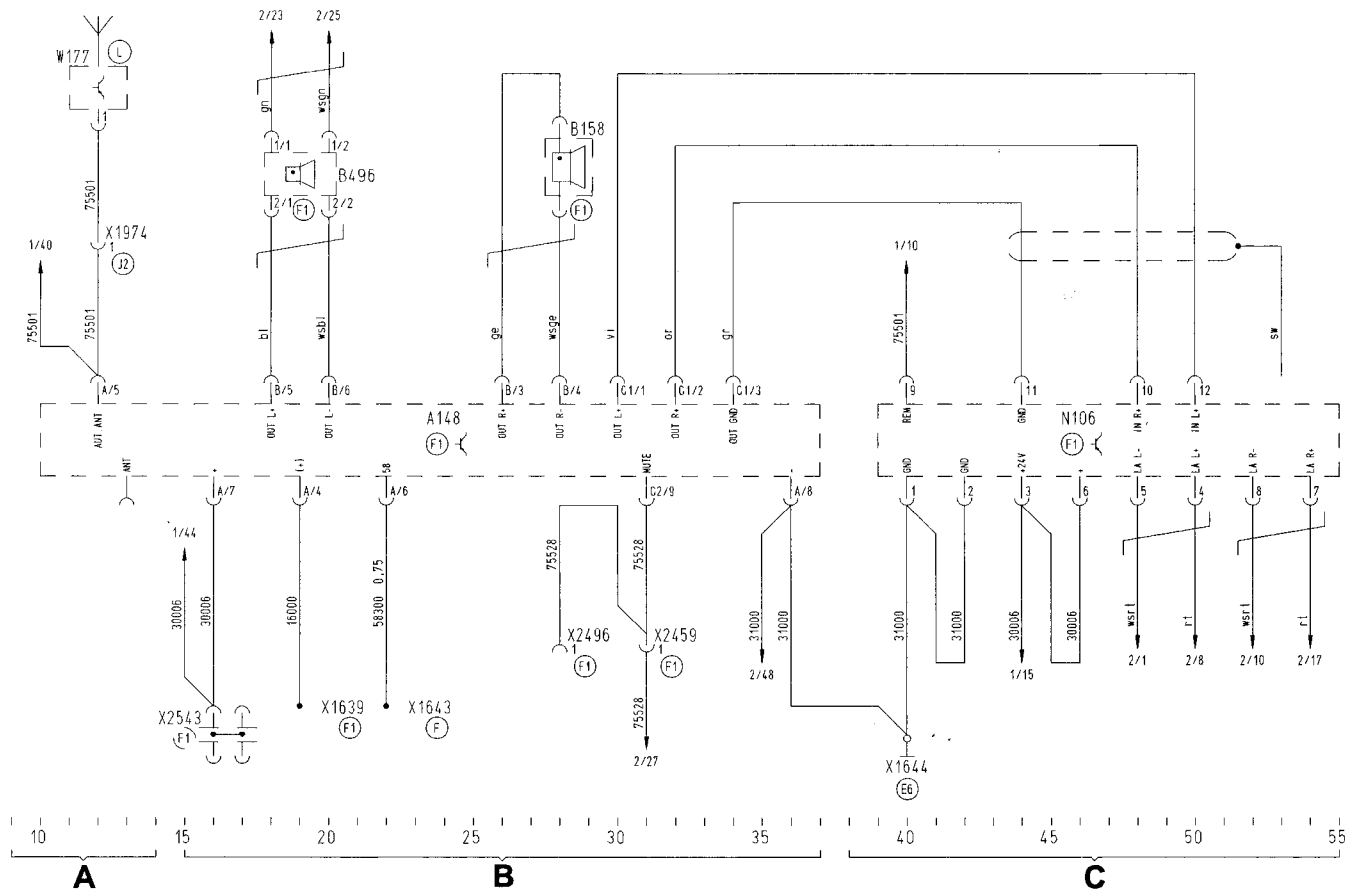 2/23 2/25
W177 L
1
gn wsgn
1/1 1/2
B496
2/1 F1 2/2
B158
F1
75501
X1974
1
J2
1/40
1/10
75501 75501 bl wsbl ge wsge vi or gr 75501 sw
A/5 B/5 B/6 B/3 B/4 C1/1 C1/2 C1/3 9 11 10 12
AUT.ANT OUT L+ OUT L- A148 OUT R+ OUT R- OUT L+ OUT R+ OUT GND REM GND N106 IN R+ IN L+
F1 F1
ANT + (+) 58 MUTE - GND GND +24V + LA L- LA L+ LA R- LA R+
A/7 A/4 A/6 C2/9 A/8 1 2 3 6 5 4 8 7
1/44
30006 30006 16000 58300 0,75 75528 75528 31000 31000 31000 31000 30006 30006 wsrt rt wsrt rt
X2496 X2459
1 1
F1 F1
2/48 1/15 2/1 2/8 2/10 2/17
X2543 X1639 X1643
F1 F1 F
75528
2/27
X1644
E6
10 15 20 25 30 35 40 45 50 55
A B C